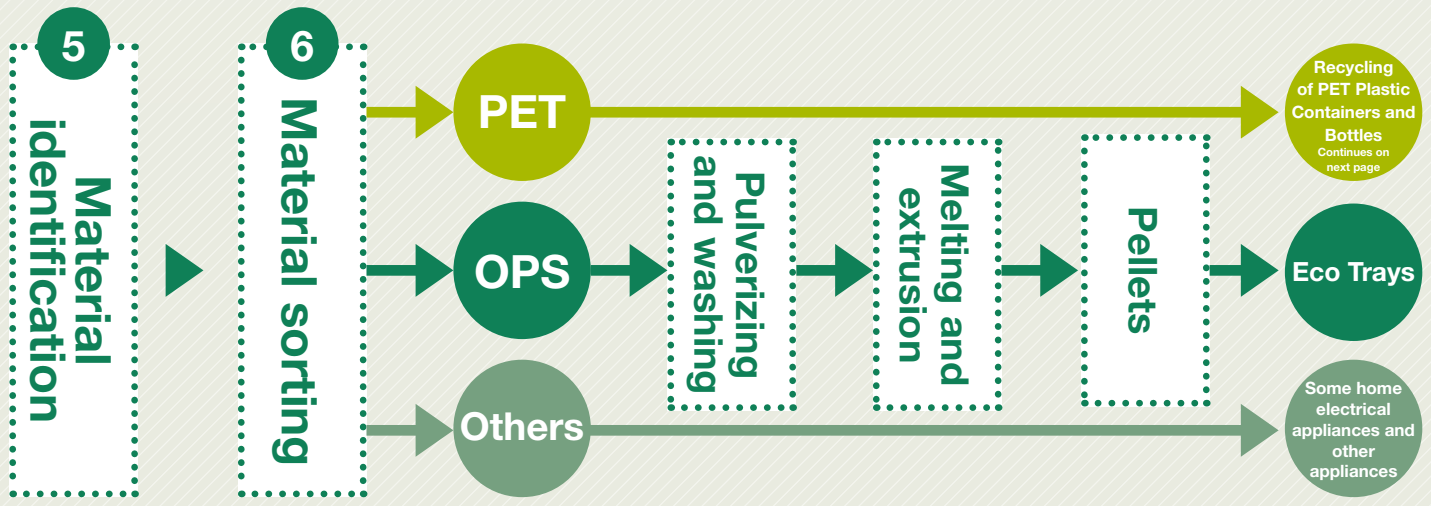 5
Material
identification
6
Material sorting
PET
OPS
Others
Pulverizing
and washing
Melting and
extrusion
Pellets
Recycling
of PET Plastic
Containers and
Bottles
Continues on
next page
Eco Trays
Some home
electrical
appliances and
other
appliances